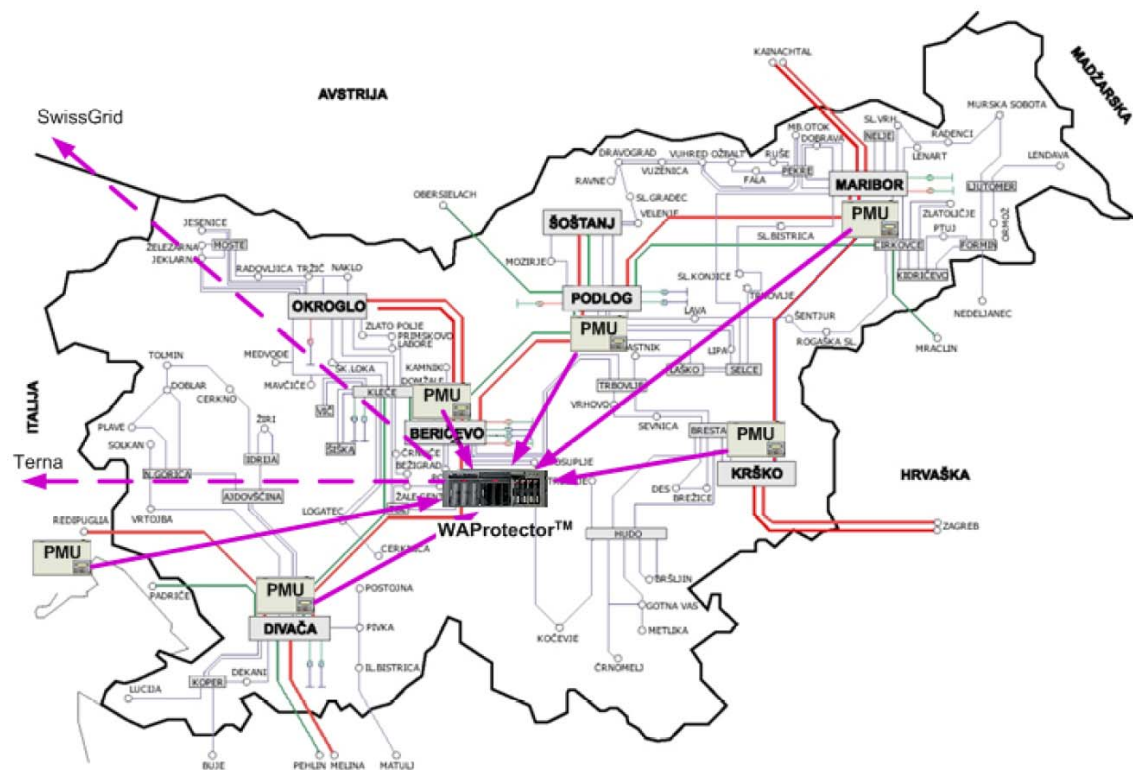 KAINACHTAL
MADŽARSKA
AVSTRIJA
SwissGrid
MURSKA SOBOTA
SL.VRH
MB.OTOK
NELJE
RADENCI
DOBRAVA
LENART
LENDAVA
DRAVOGRAD
VUHRED
OŽBALT
RUŠE
VUZENICA
FALA
PEKRE
RAVNE
OBERSIELACH
MARIBOR
LJUTOMER
SL.GRADEC
ZLATOLIČJE
ORMOŽ
VELENJE
ŠOŠTANJ
PMU
PTUJ
JESENICE
SL.BISTRICA
CIRKOVCE
FORMIN
ŽELEZARNA
MOSTE
JEKLARNA
MOZIRJE
KIDRIČEVO
RADOVLJICA
TRŽIČ
NAKLO
SL.KONJICE
TRNOVLJE
PODLOG
OKROGLO
LAVA
ŠENTJUR
NEDELJANEC
ZLATO POLJE
PMU
PRIMSKOVO
ROGAŠKA SL.
LABORE
MRACLIN
TOLMIN
MEDVODE
ŠK.LOKA
KAMNIK
LIPA
LAŠKO
SELCE
DOMŽALE
DOBLAR
MAVČIČE
TRBOVLJE
CERKNO
KLEČE
PMU
VRHOVO
ITALIJA
VIČ
ŽIRI
SEVNICA
PLAVE
BERIČEVO
BRESTA
PMU
SOLKAN
ŠIŠKA
IDRIJA
ČRNUČE
BEŽIGRAD
KRŠKO
HRVAŠKA
Terna
N.GORICA
DES
BREŽICE
AJDOVŠČINA
VRTOJBA
LOGATEC
WAProtector™
REDIPUGLIA
ZAGREB
HUDO
PMU
CERKNICA
BRŠLJIN
PMU
POSTOJNA
PADRIČE
GOTNA VAS
DIVAČA
PIVKA
KOČEVJE
METLIKA
ČRNOMELJ
IL.BISTRICA
DEKANI
KOPER
LUCIJA
BUJE
PEHLIN
MELINA
MATULJ